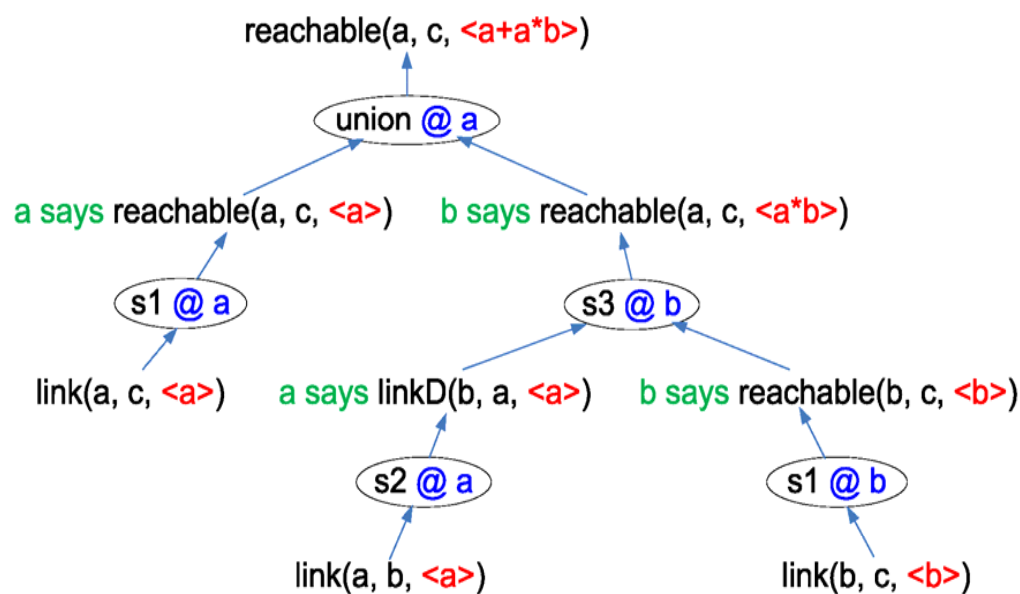 reachable(a, c, <a+a*b>)
union @ a
a says reachable(a, c, <a>)
b says reachable(a, c, <a*b>)
s1 @ a
s3 @ b
link(a, c, <a>)
a says linkD(b, a, <a>)
b says reachable(b, c, <b>)
s2 @ a
s1 @ b
link(a, b, <a>)
link(b, c, <b>)